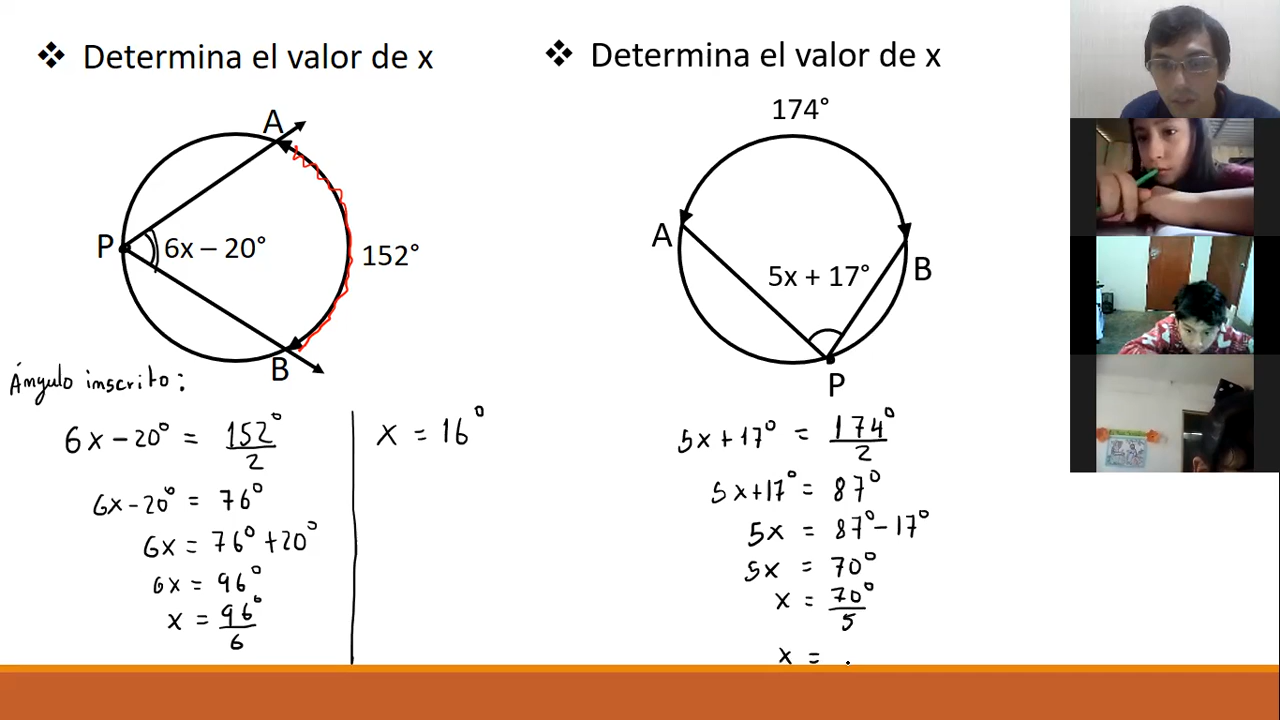 ❖ Determina el valor de x
A
P
6x – 20°
152°
B
Ángulo inscrito:
6x – 20° = 152°/2
6x – 20° = 76°
6x = 76° + 20°
6x = 96°
x = 96°/6
x = 16°
❖ Determina el valor de x
174°
A
5x + 17°
B
P
5x + 17° = 174°/2
5x + 17° = 87°
5x = 87° – 17°
5x = 70°
x = 70°/5
x =